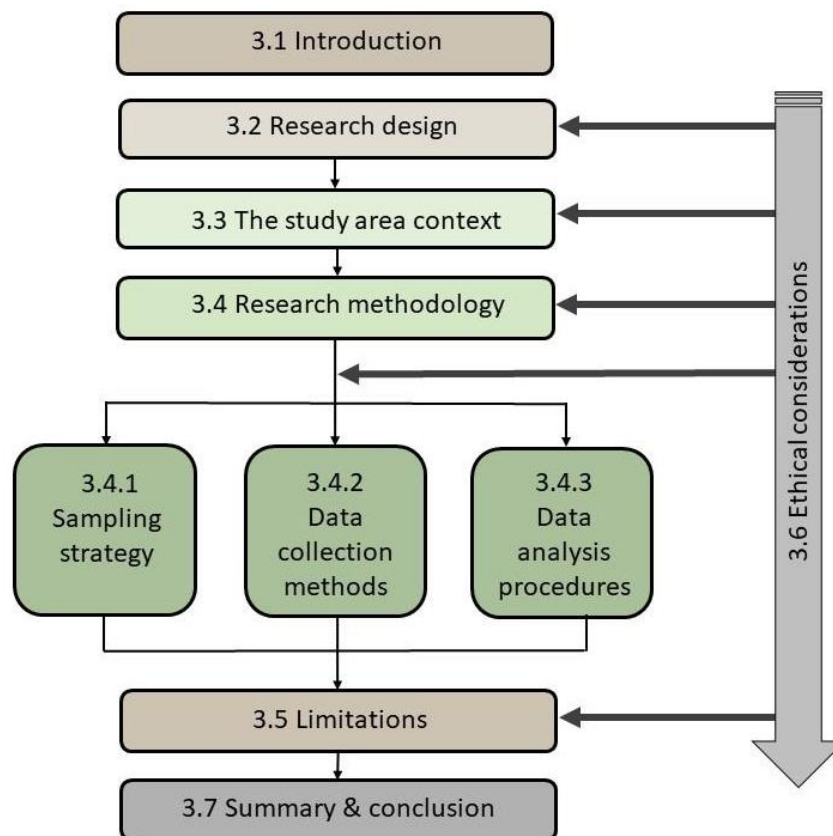 3.1 Introduction
3.2 Research design
3.3 The study area context
3.4 Research methodology
3.4.1
Sampling
strategy
3.4.2
Data
collection
methods
3.4.3
Data
analysis
procedures
3.5 Limitations
3.7 Summary & conclusion
3.6 Ethical considerations